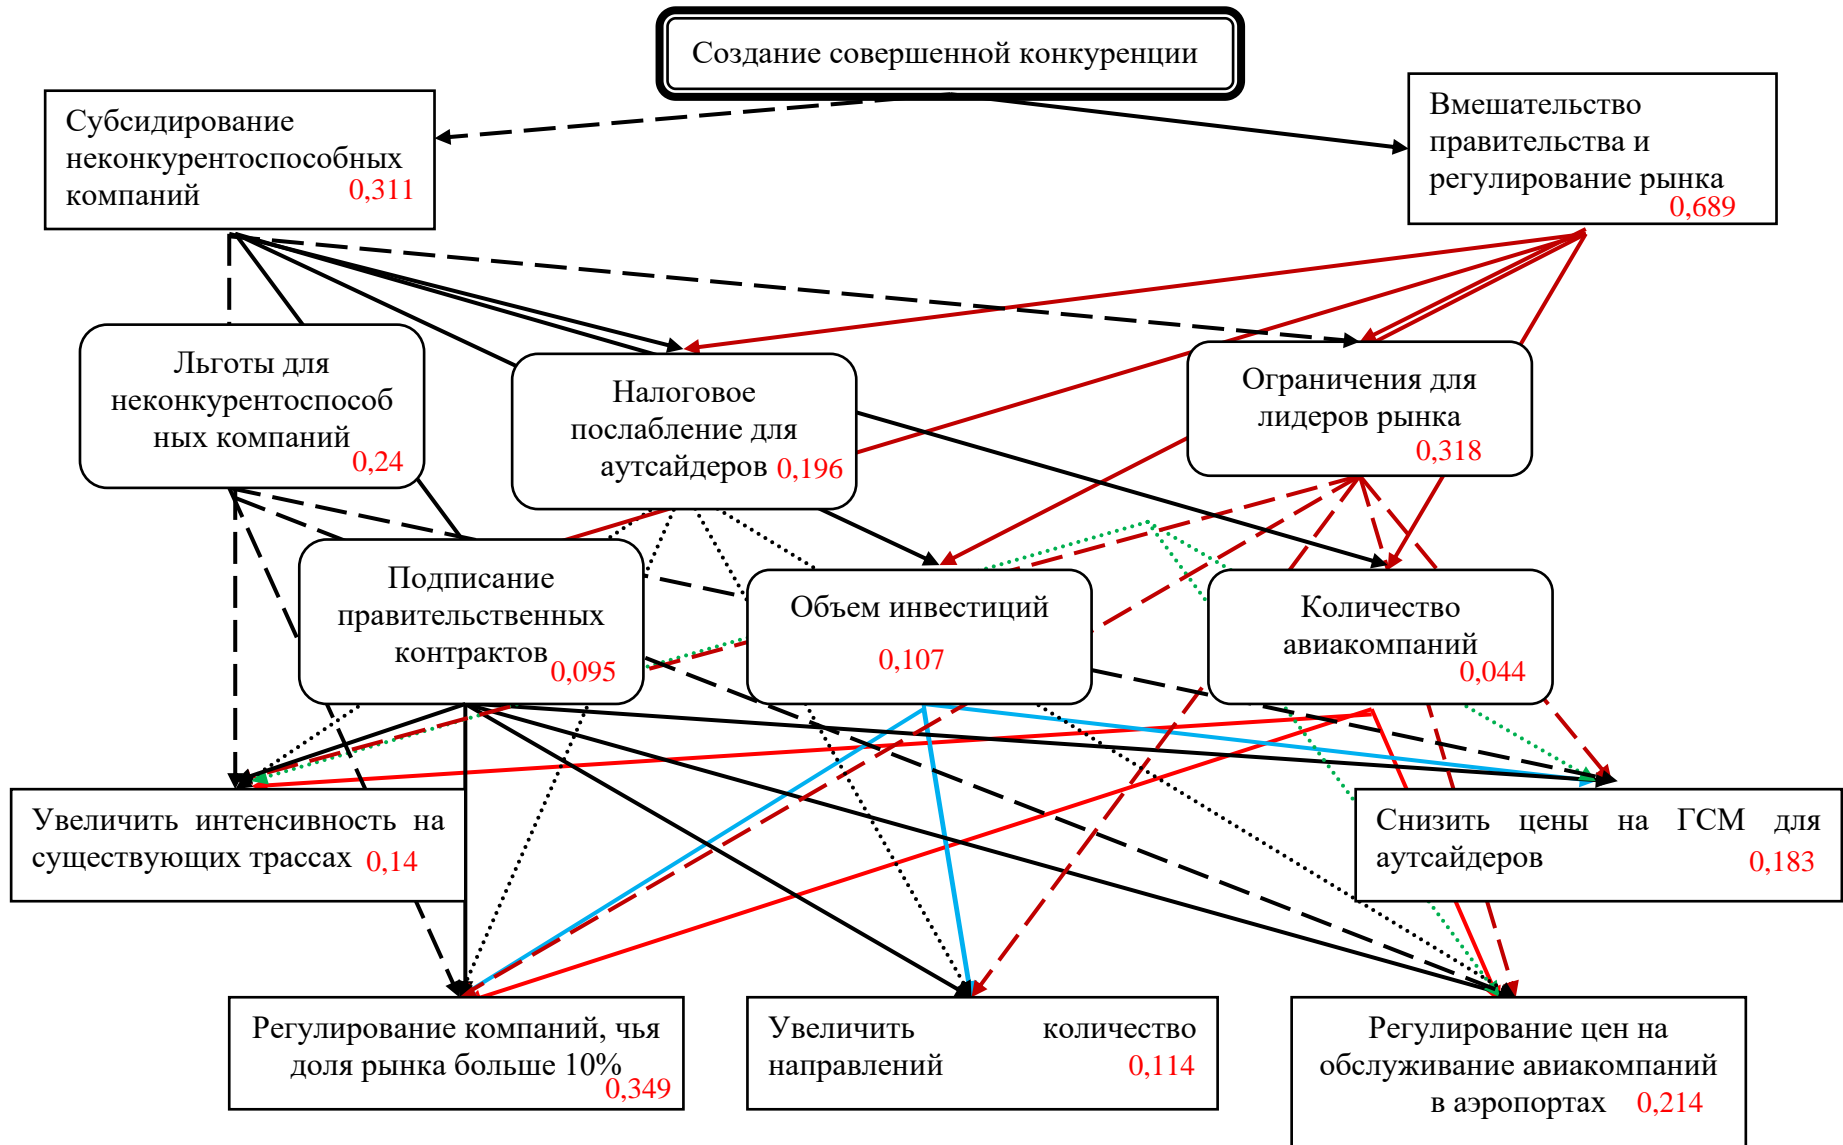 Создание совершенной конкуренции
Субсидирование
неконкурентоспособных
компаний
0,311
Вмешательство
правительства и
регулирование рынка
0,689
Льготы для
неконкурентоспособ
ных компаний
0,24
Налоговое
послабление для
аутсайдеров 0,196
Ограничения для
лидеров рынка
0,318
Подписание
правительственных
контрактов 0,095
Объем инвестиций
0,107
Количество
авиакомпаний
0,044
Увеличить интенсивность на
существующих трассах 0,14
Снизить цены на ГСМ для
аутсайдеров 0,183
Регулирование компаний, чья
доля рынка больше 10%
0,349
Увеличить количество
направлений 0,114
Регулирование цен на
обслуживание авиакомпаний
в аэропортах 0,214